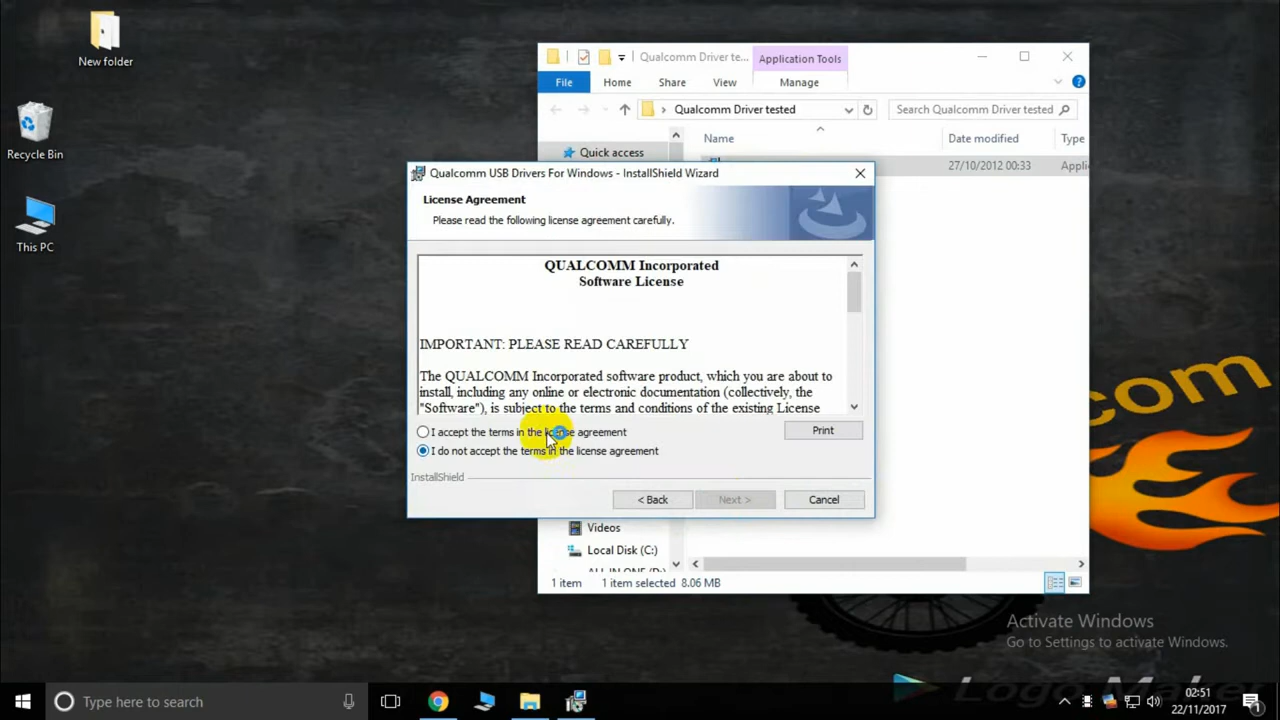 New folder
Recycle Bin
This PC
Qualcomm Driver te...
Application Tools
File
Home
Share
View
Manage
Qualcomm Driver tested
Search Qualcomm Driver tested
Name
Date modified
Type
Quick access
27/10/2012 00:33
Appli
Qualcomm USB Drivers For Windows - InstallShield Wizard
License Agreement
Please read the following license agreement carefully.
QUALCOMM Incorporated
Software License
IMPORTANT: PLEASE READ CAREFULLY
The QUALCOMM Incorporated software product, which you are about to
install, including any online or electronic documentation (collectively, the
"Software"), is subject to the terms and conditions of the existing License
I accept the terms in the license agreement
Print
I do not accept the terms in the license agreement
InstallShield
< Back
Next >
Cancel
Videos
Local Disk (C:)
1 item
1 item selected 8.06 MB
com
Activate Windows
Go to Settings to activate Windows.
Logo Maker
Type here to search
02:51
22/11/2017